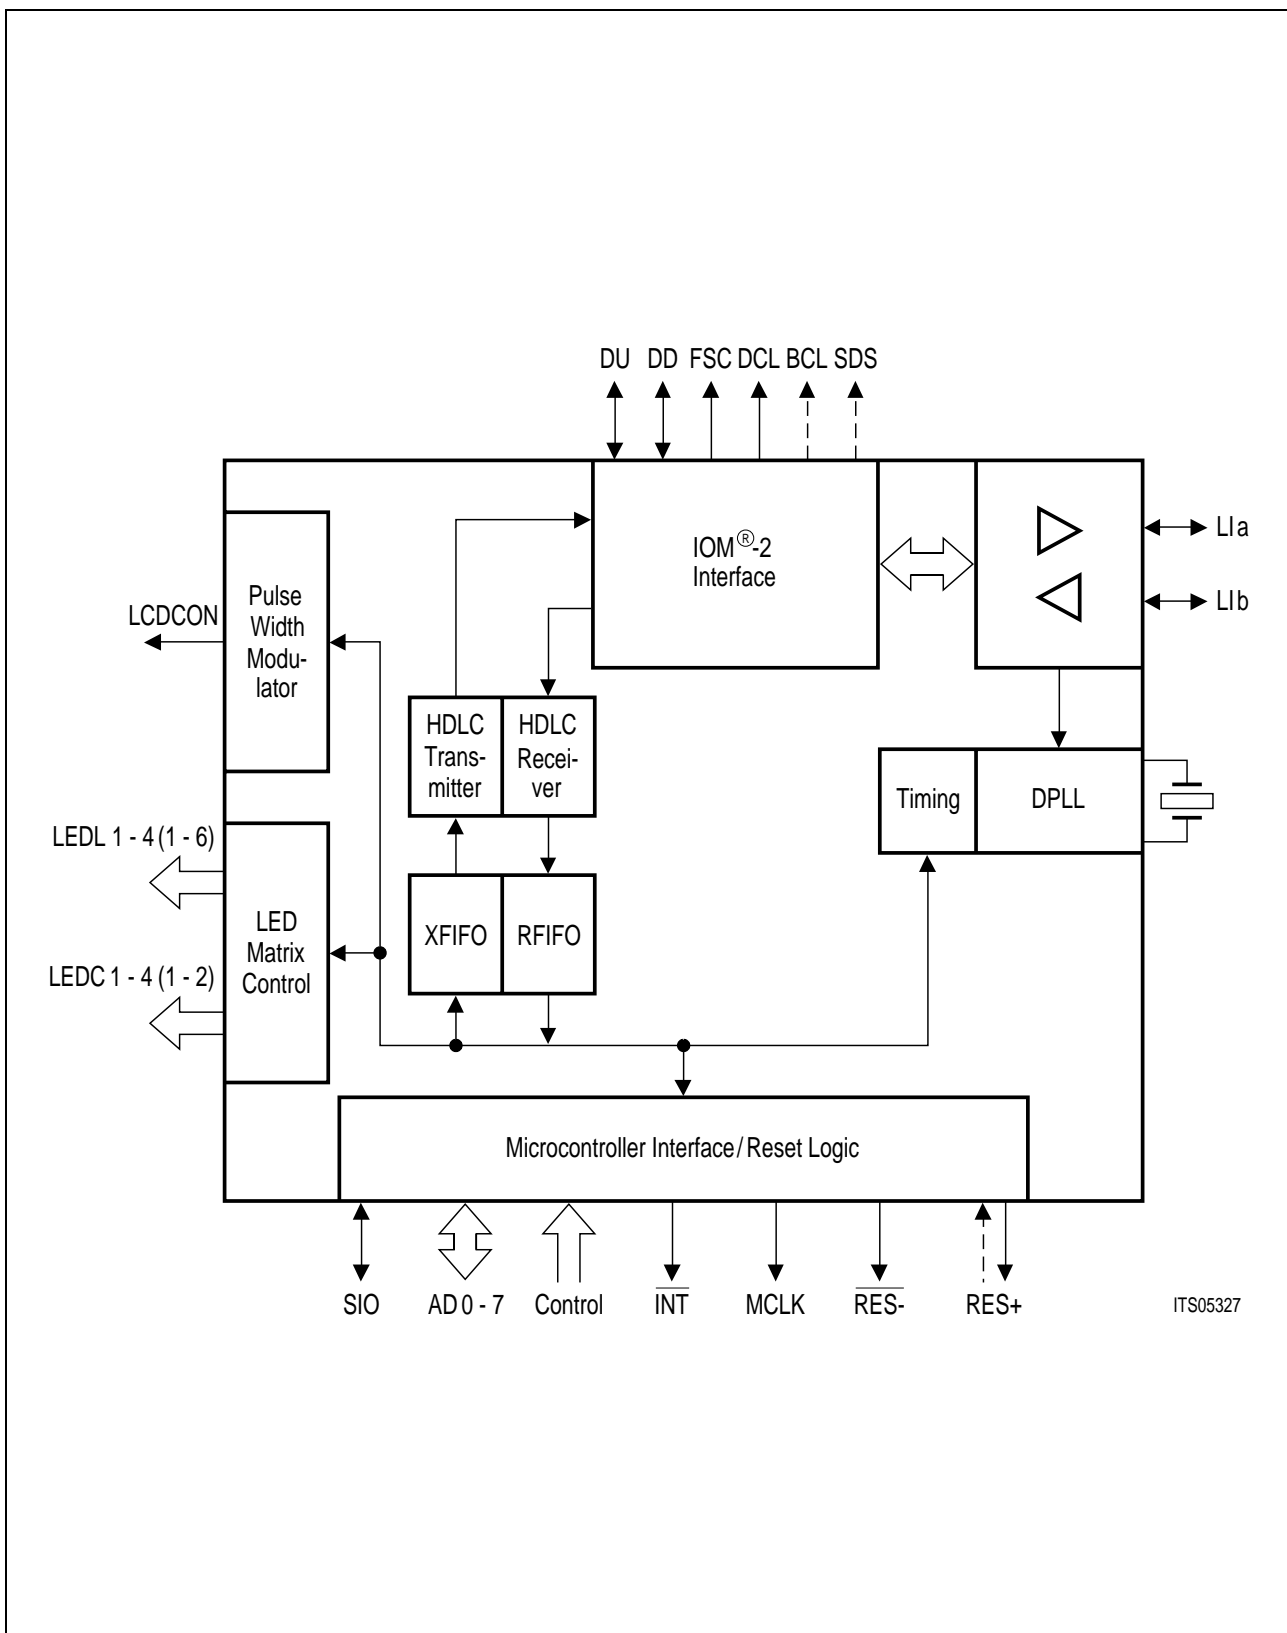 DU DD FSC DCL BCL SDS
IOM®-2
Interface
LIa
LIb
LCDCON
Pulse
Width
Modu-
lator
HDLC
Trans-
mitter
HDLC
Recei-
ver
Timing
DPLL
LEDL 1 - 4 (1 - 6)
LEDC 1 - 4 (1 - 2)
LED
Matrix
Control
XFIFO
RFIFO
Microcontroller Interface/Reset Logic
SIO AD0 - 7 Control INT MCLK RES- RES+
ITS05327